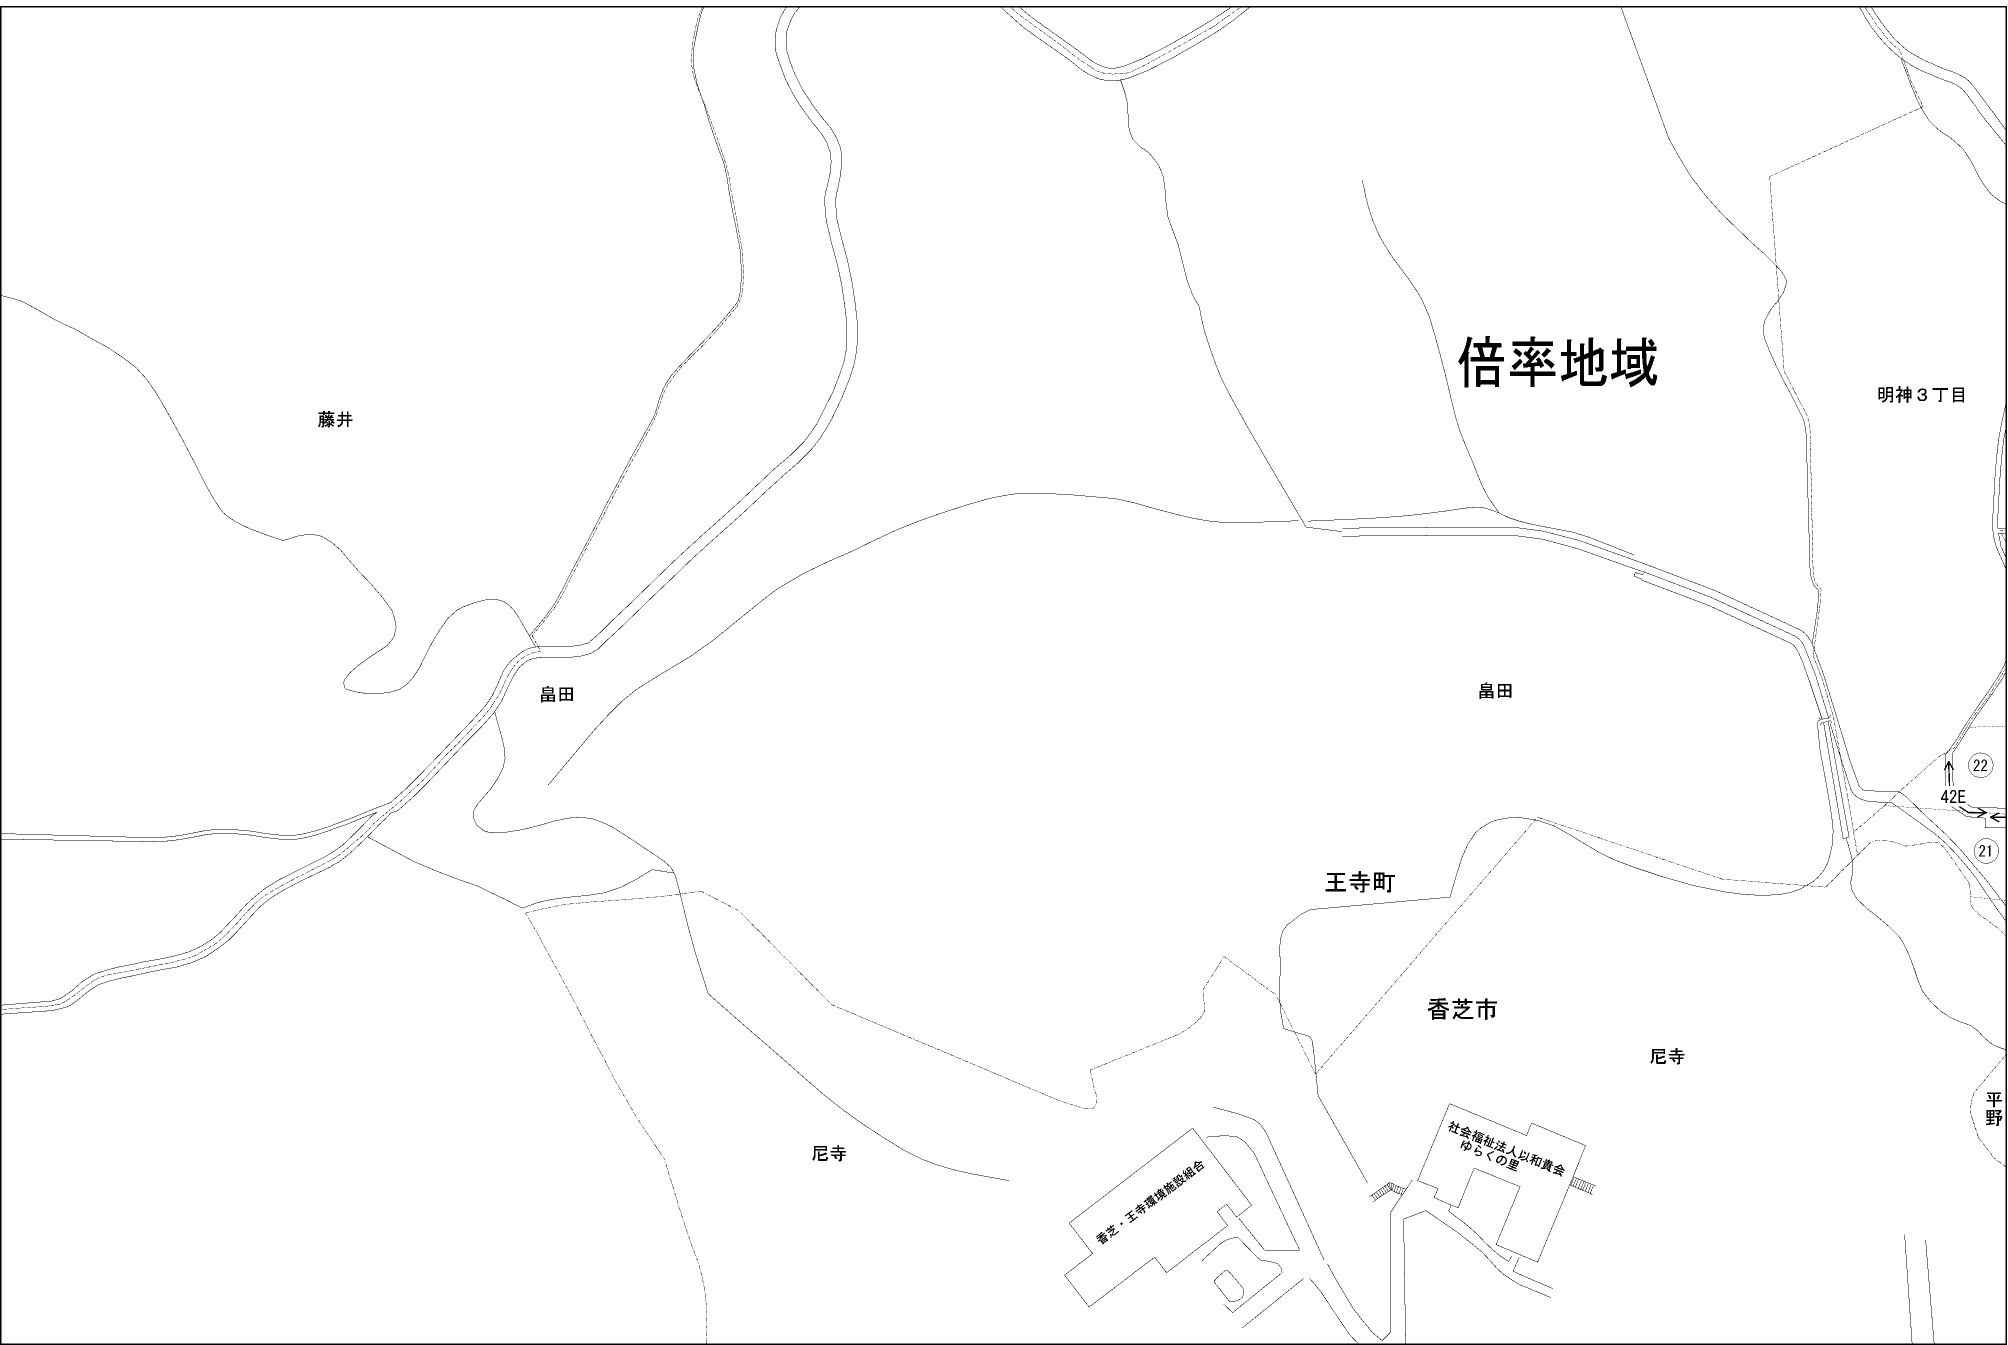 倍率地域
明神３丁目
藤井
畠田
畠田
22
42E
21
王寺町
香芝市
尼寺
平野
尼寺
社会福祉法人以和貴会
ゆらくの里
香芝・王寺環境施設組合